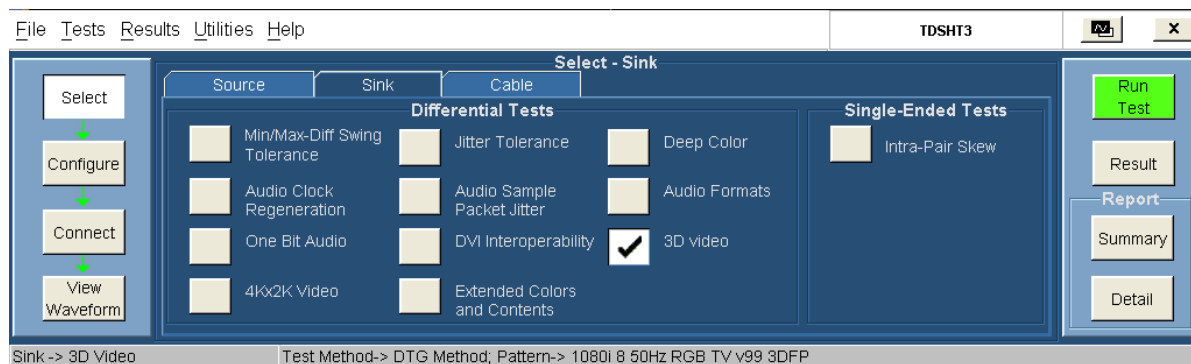 File Tests Results Utilities Help
TDSHT3
x
Select - Sink
Select
Configure
Connect
View
Waveform
Source
Sink
Cable
Differential Tests
Min/Max-Diff Swing
Tolerance
Jitter Tolerance
Deep Color
Audio Clock
Regeneration
Audio Sample
Packet Jitter
Audio Formats
One Bit Audio
DVI Interoperability
3D video
4Kx2K Video
Extended Colors
and Contents
Single-Ended Tests
Intra-Pair Skew
Run
Test
Result
Report
Summary
Detail
Sink -> 3D Video
Test Method-> DTG Method; Pattern-> 1080i 8 50Hz RGB TV v99 3DFP